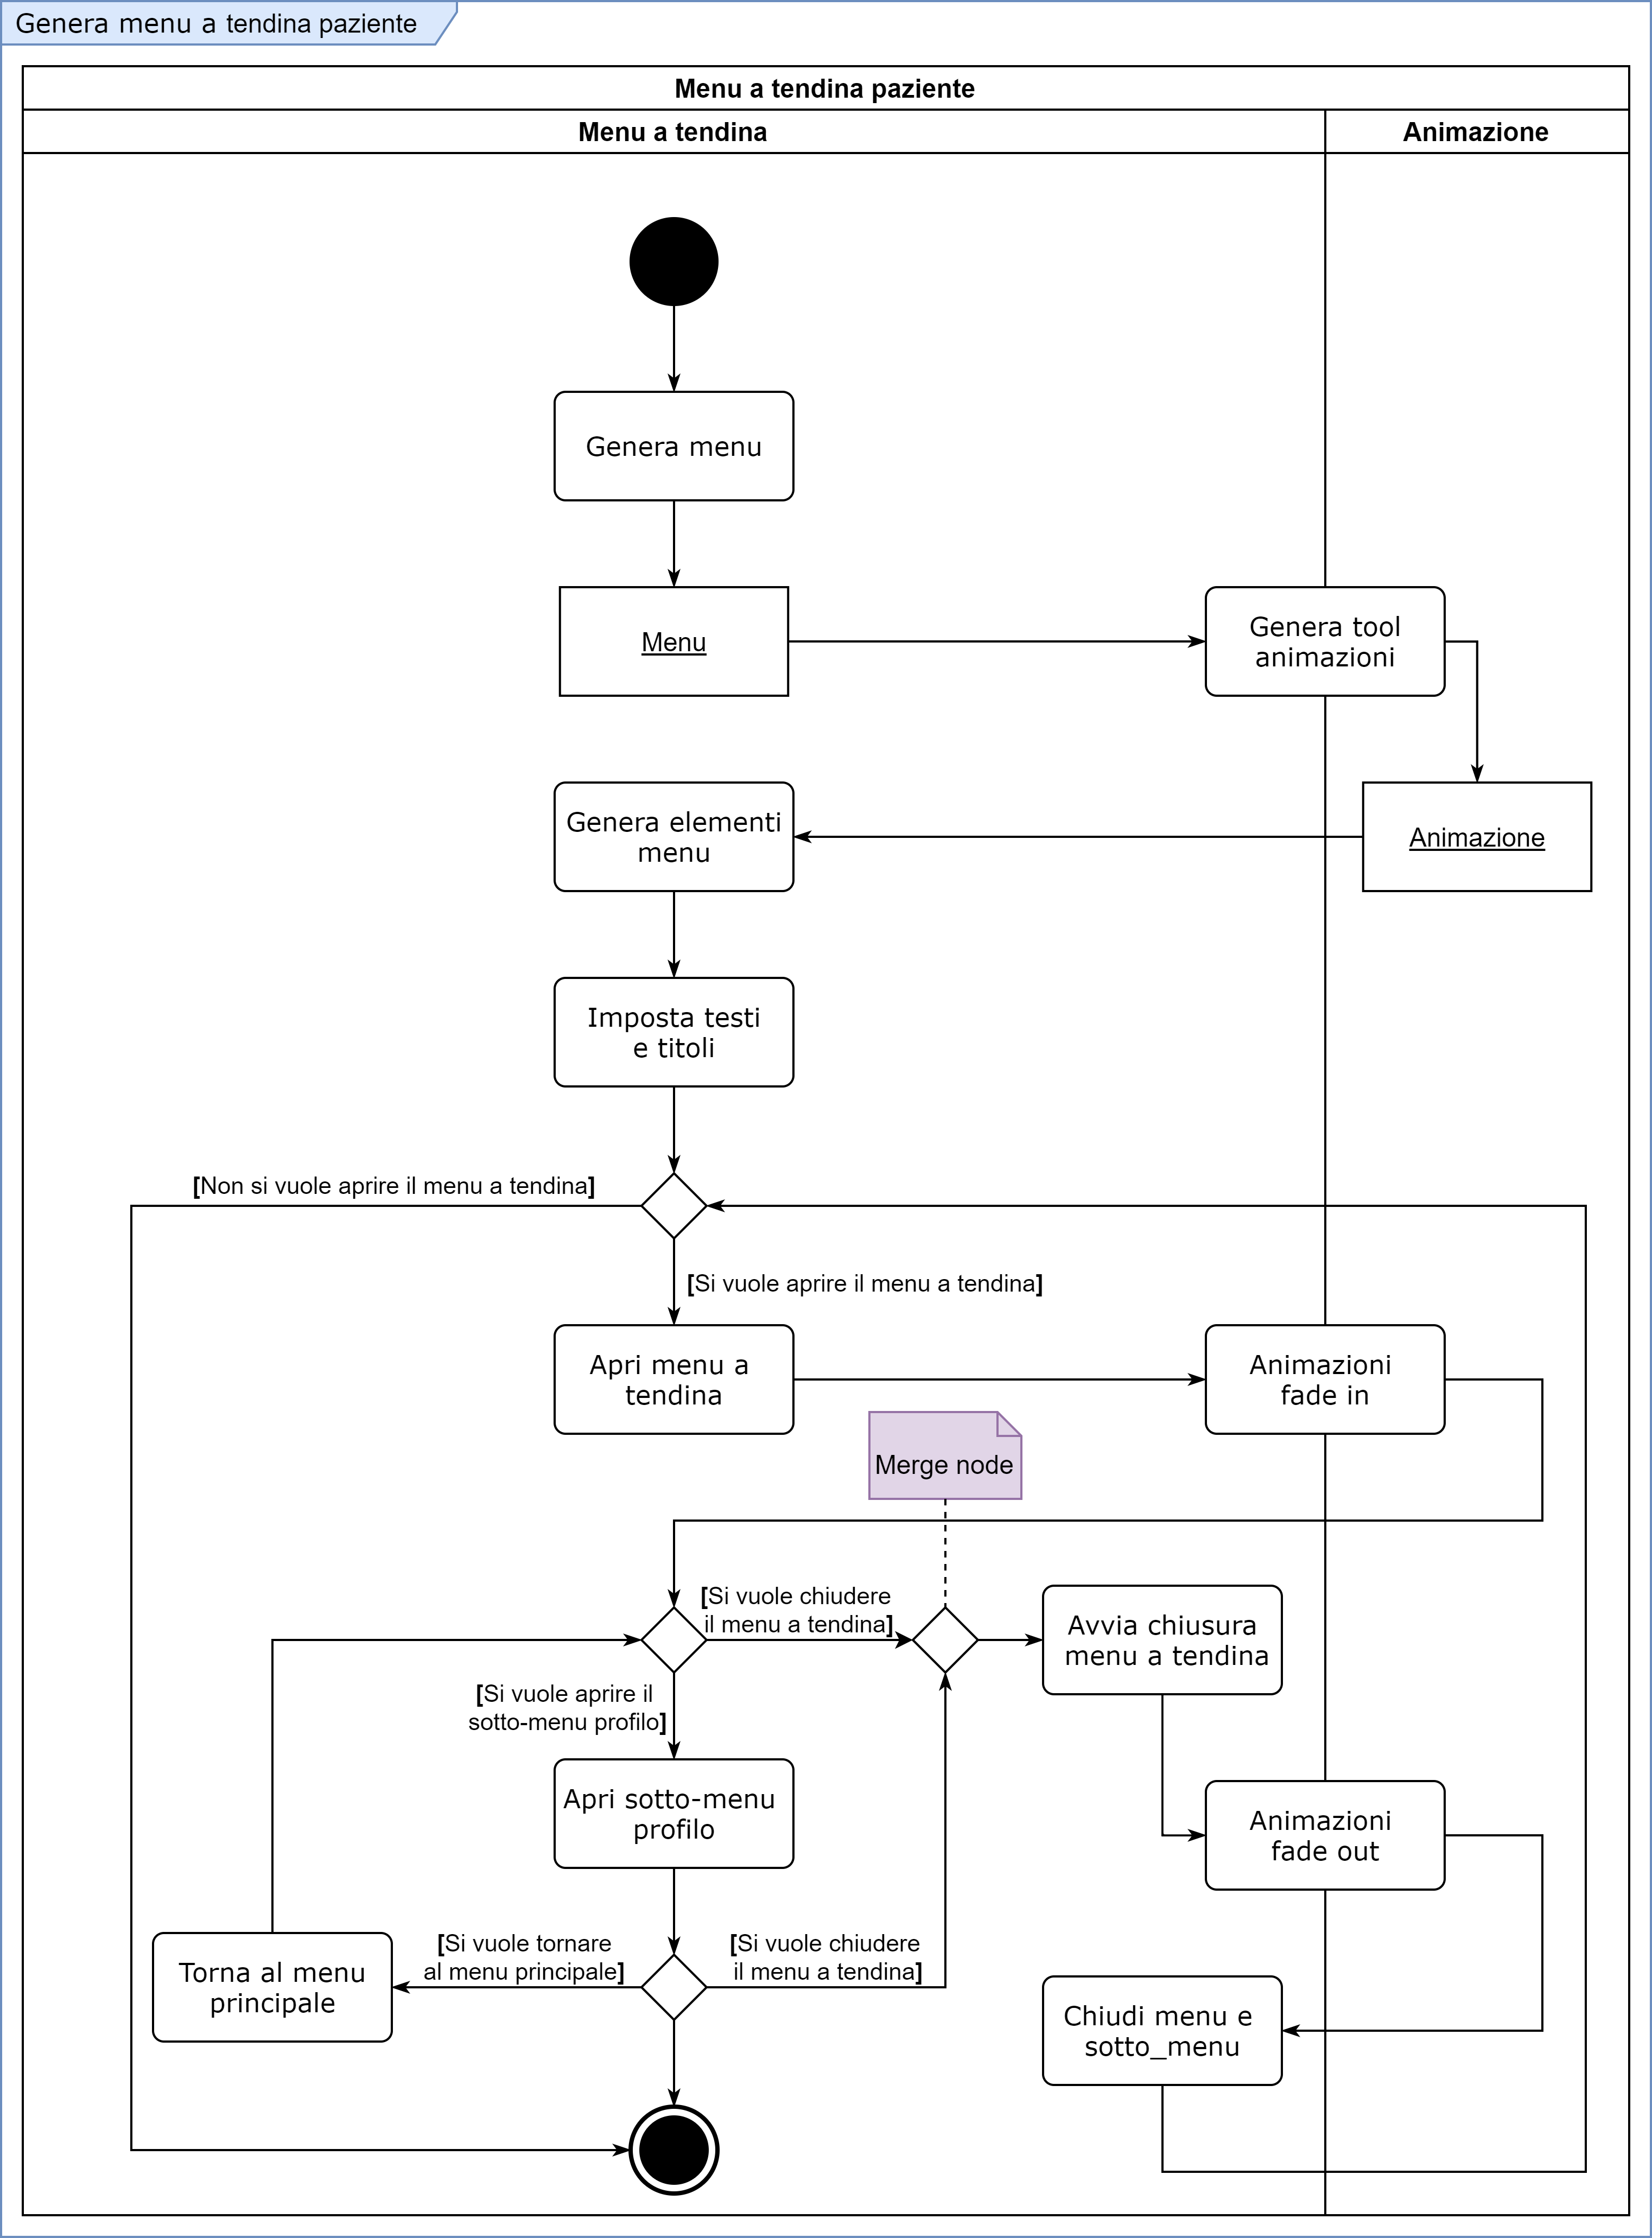 Genera menu a tendina paziente
Menu a tendina paziente
Menu a tendina
Animazione
Genera menu
Menu
Genera tool
animazioni
Genera elementi
menu
Animazione
Imposta testi
e titoli
[Non si vuole aprire il menu a tendina]
[Si vuole aprire il menu a tendina]
Apri menu a
tendina
Animazioni
fade in
Merge node
[Si vuole chiudere
il menu a tendina]
Avvia chiusura
menu a tendina
[Si vuole aprire il
sotto-menu profilo]
Apri sotto-menu
profilo
Animazioni
fade out
[Si vuole tornare
al menu principale]
[Si vuole chiudere
il menu a tendina]
Torna al menu
principale
Chiudi menu e
sotto_menu